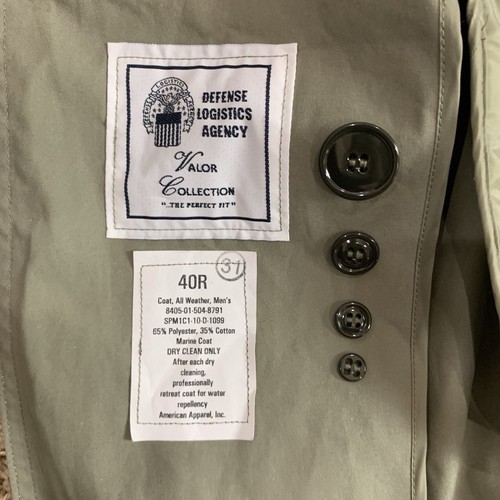 DEFENSE
LOGISTICS
AGENCY
VALOR
COLLECTION
"..THE PERFECT FIT"
31
40R
Coat, All Weather, Men's
8405-01-504-8791
SPM1C1-10-D-1099
65% Polyester, 35% Cotton
Marine Coat
DRY CLEAN ONLY
After each dry
cleaning,
professionally
retreat coat for water
repellency
American Apparel, Inc.